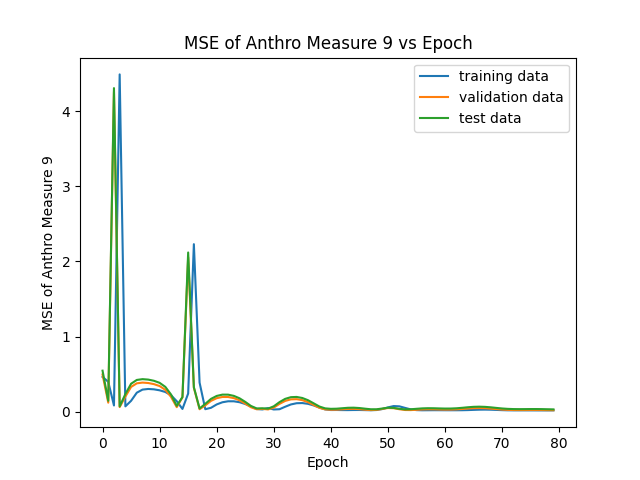 MSE of Anthro Measure 9 vs Epoch
training data
validation data
test data
MSE of Anthro Measure 9
4
3
2
1
0
0 10 20 30 40 50 60 70 80
Epoch